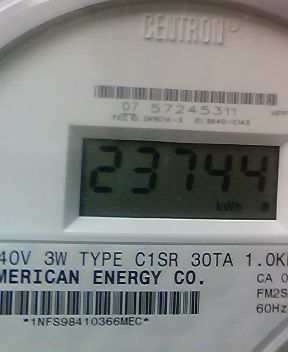 CENTRON®
07 57245311
23744
kWh
40V 3W TYPE C1SR 30TA 1.0K
MERICAN ENERGY CO.
CA 0
FM2S
60Hz
*1NFS98410366MEC*